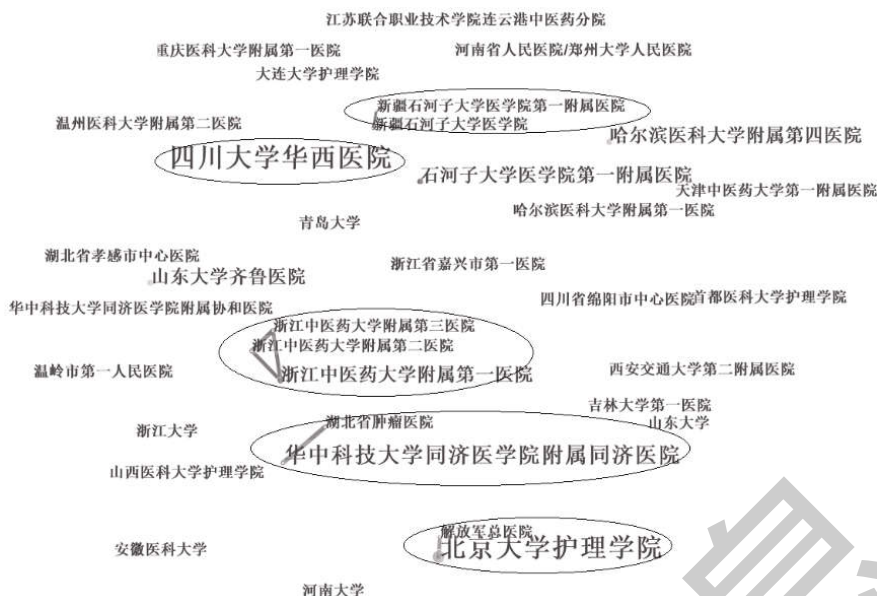 江苏联合职业技术学院连云港中医药分院
重庆医科大学附属第一医院
河南省人民医院/郑州大学人民医院
大连大学护理学院
新疆石河子大学医学院第一附属医院
温州医科大学附属第二医院
新疆石河子大学医学院
哈尔滨医科大学附属第四医院
四川大学华西医院
石河子大学医学院第一附属医院
天津中医药大学第一附属医院
哈尔滨医科大学附属第一医院
青岛大学
湖北省孝感市中心医院
浙江省嘉兴市第一医院
山东大学齐鲁医院
四川省绵阳市中心医院
首都医科大学护理学院
华中科技大学同济医学院附属协和医院
浙江中医药大学附属第三医院
浙江中医药大学附属第二医院
温岭市第一人民医院
浙江中医药大学附属第一医院
西安交通大学第二附属医院
吉林大学第一医院
湖北省肿瘤医院
山东大学
浙江大学
华中科技大学同济医学院附属同济医院
山西医科大学护理学院
解放军总医院
安徽医科大学
北京大学护理学院
河南大学